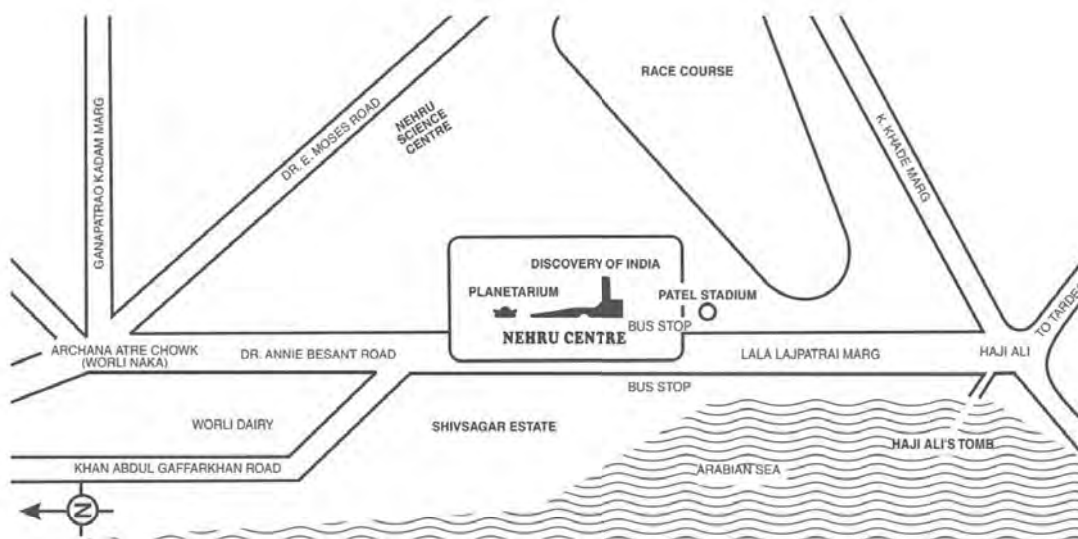 RACE COURSE
GANAPATRAO KADAM MARG
DR. E. MOSES ROAD
NEHRU
SCIENCE
CENTRE
K. KHADE MARG
DISCOVERY OF INDIA
PLANETARIUM
PATEL STADIUM
BUS STOP
NEHRU CENTRE
TO TARDEO
ARCHANA ATRE CHOWK
(WORLI NAKA)
DR. ANNIE BESANT ROAD
LALA LAJPATRAI MARG
HAJI ALI
BUS STOP
WORLI DAIRY
SHIVSAGAR ESTATE
HAJI ALI'S TOMB
KHAN ABDUL GAFFARKHAN ROAD
ARABIAN SEA
N